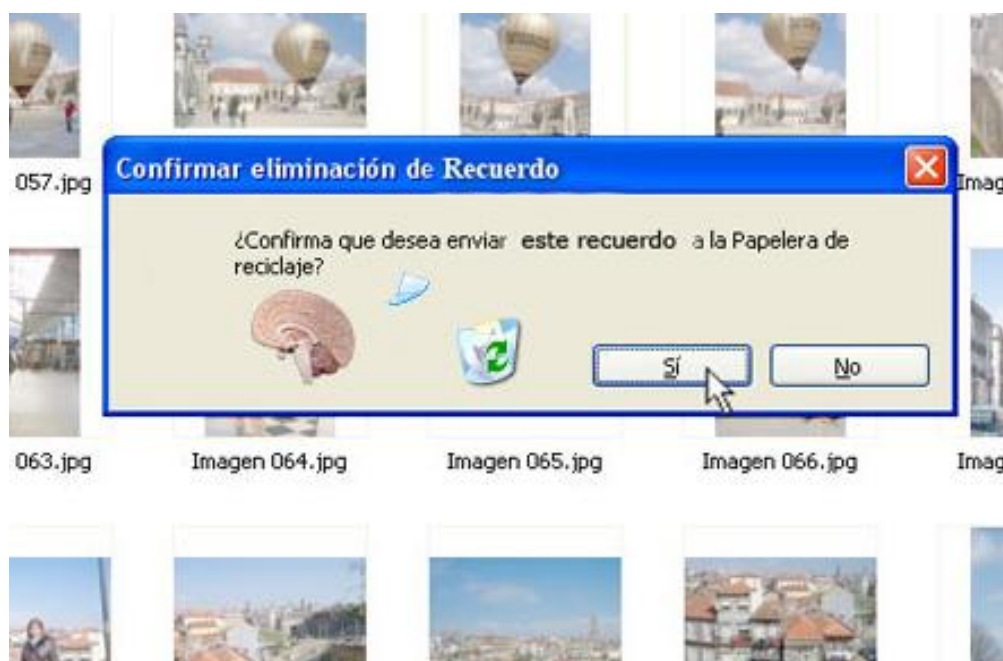 057.jpg
Imag
Confirmar eliminación de Recuerdo
¿Confirma que desea enviar este recuerdo a la Papelera de
reciclaje?
Sí
No
063.jpg
Imagen 064.jpg
Imagen 065.jpg
Imagen 066.jpg
Imag